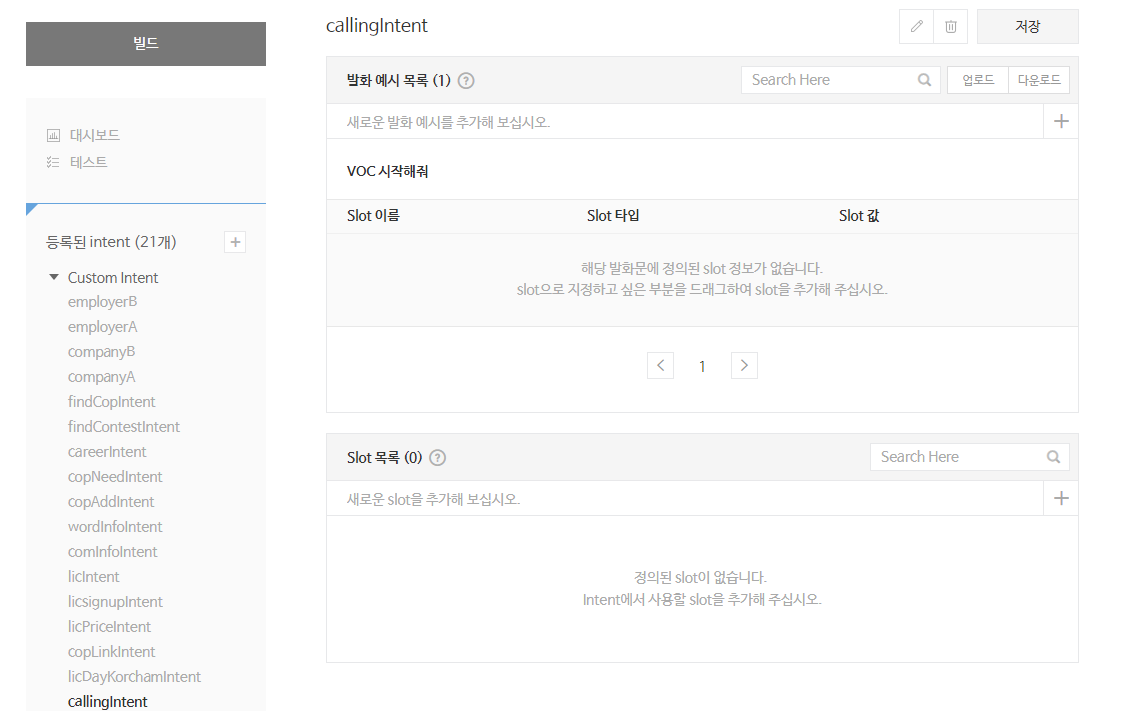 빌드
대시보드
테스트
등록된 intent (21개)
Custom Intent
employerB
employerA
companyB
companyA
findCopIntent
findContestIntent
careerIntent
copNeedIntent
copAddIntent
wordInfoIntent
comInfoIntent
licIntent
licsignupIntent
licPriceIntent
copLinkIntent
licDayKorchamIntent
callingIntent
callingIntent
저장
발화 예시 목록 (1) ?
Search Here
업로드
다운로드
새로운 발화 예시를 추가해 보십시오.
VOC 시작해줘
Slot 이름 Slot 타입 Slot 값
해당 발화문에 정의된 slot 정보가 없습니다.
slot으로 지정하고 싶은 부분을 드래그하여 slot을 추가해 주십시오.
1
Slot 목록 (0) ?
Search Here
새로운 slot을 추가해 보십시오.
정의된 slot이 없습니다.
Intent에서 사용할 slot을 추가해 주십시오.